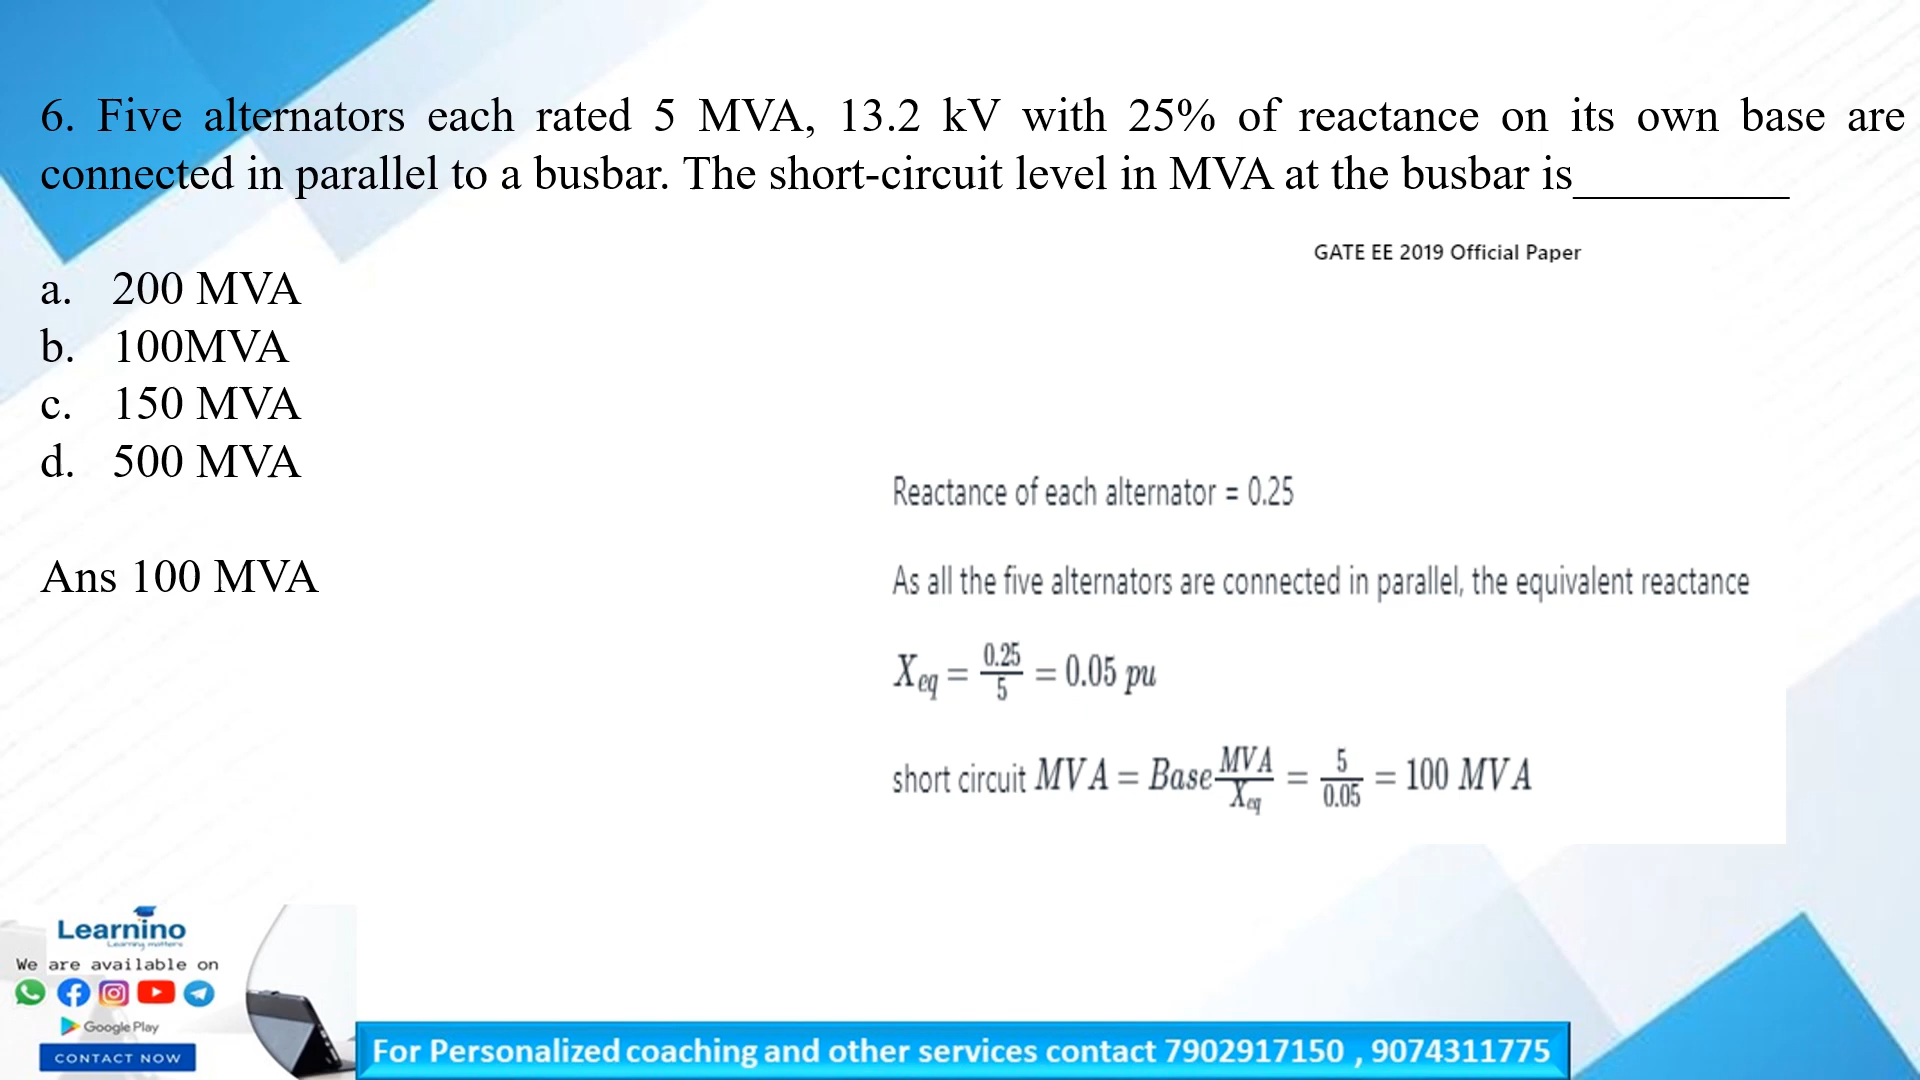 6. Five alternators each rated 5 MVA, 13.2 kV with 25% of reactance on its own base are
connected in parallel to a busbar. The short-circuit level in MVA at the busbar is_________
GATE EE 2019 Official Paper
a. 200 MVA
b. 100MVA
c. 150 MVA
d. 500 MVA
Ans 100 MVA
Reactance of each alternator = 0.25
As all the five alternators are connected in parallel, the equivalent reactance
X_eq = 0.25/5 = 0.05 pu
short circuit MVA = Base MVA/X_eq = 5/0.05 = 100 MVA
Learnino
Learning matters
We are available on
Google Play
CONTACT NOW
For Personalized coaching and other services contact 7902917150 , 9074311775